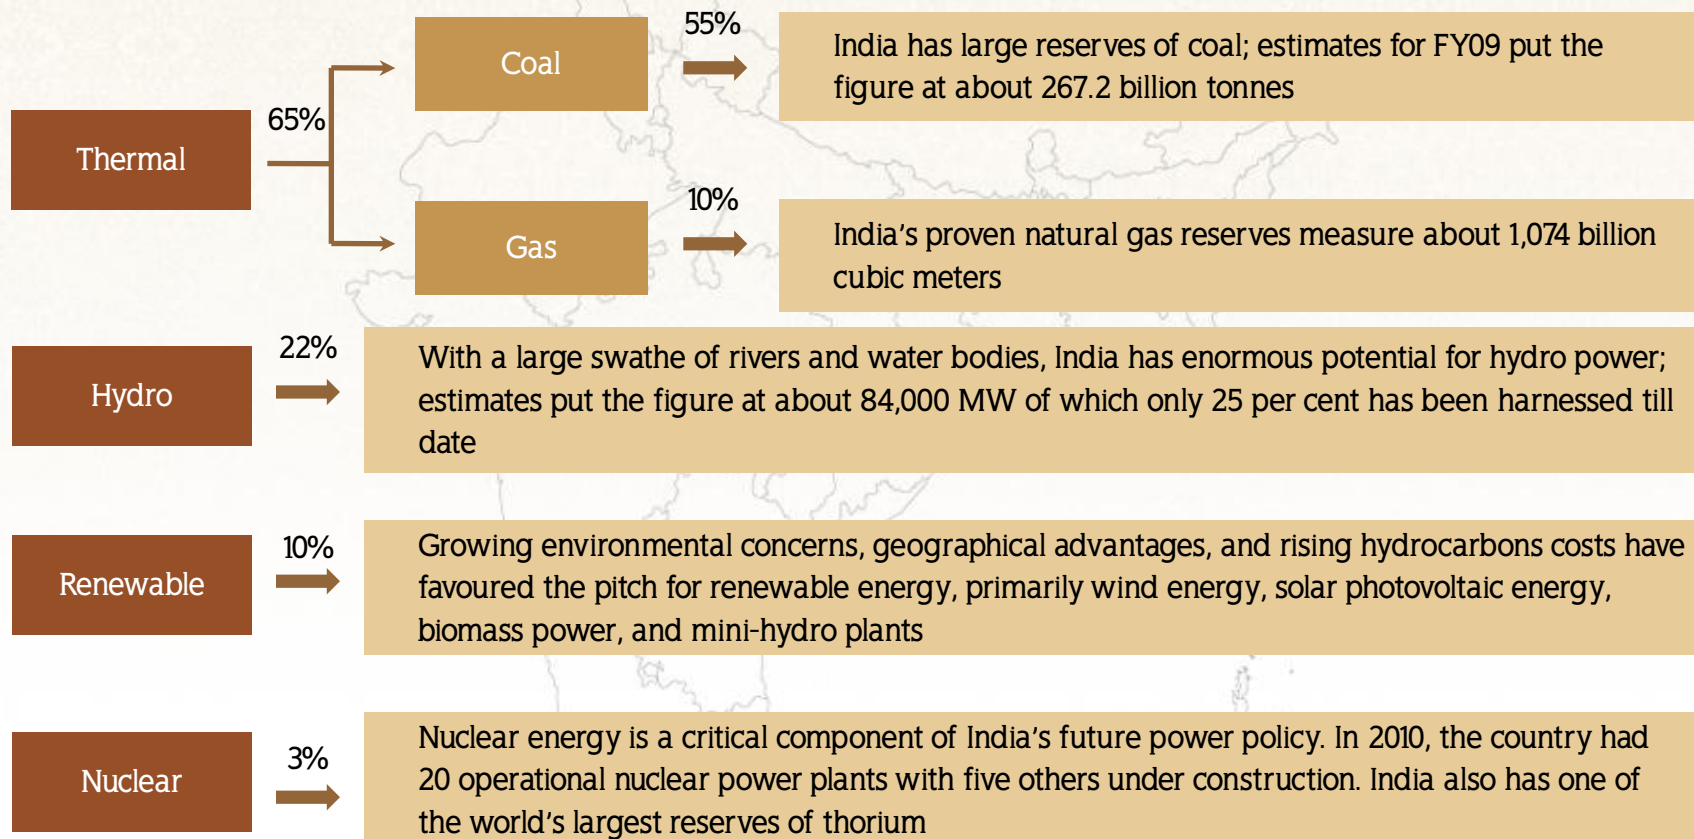 Thermal
65%
Coal
55%
India has large reserves of coal; estimates for FY09 put the
figure at about 267.2 billion tonnes
Gas
10%
India's proven natural gas reserves measure about 1,074 billion
cubic meters
Hydro
22%
With a large swathe of rivers and water bodies, India has enormous potential for hydro power;
estimates put the figure at about 84,000 MW of which only 25 per cent has been harnessed till
date
Renewable
10%
Growing environmental concerns, geographical advantages, and rising hydrocarbons costs have
favoured the pitch for renewable energy, primarily wind energy, solar photovoltaic energy,
biomass power, and mini-hydro plants
Nuclear
3%
Nuclear energy is a critical component of India's future power policy. In 2010, the country had
20 operational nuclear power plants with five others under construction. India also has one of
the world's largest reserves of thorium